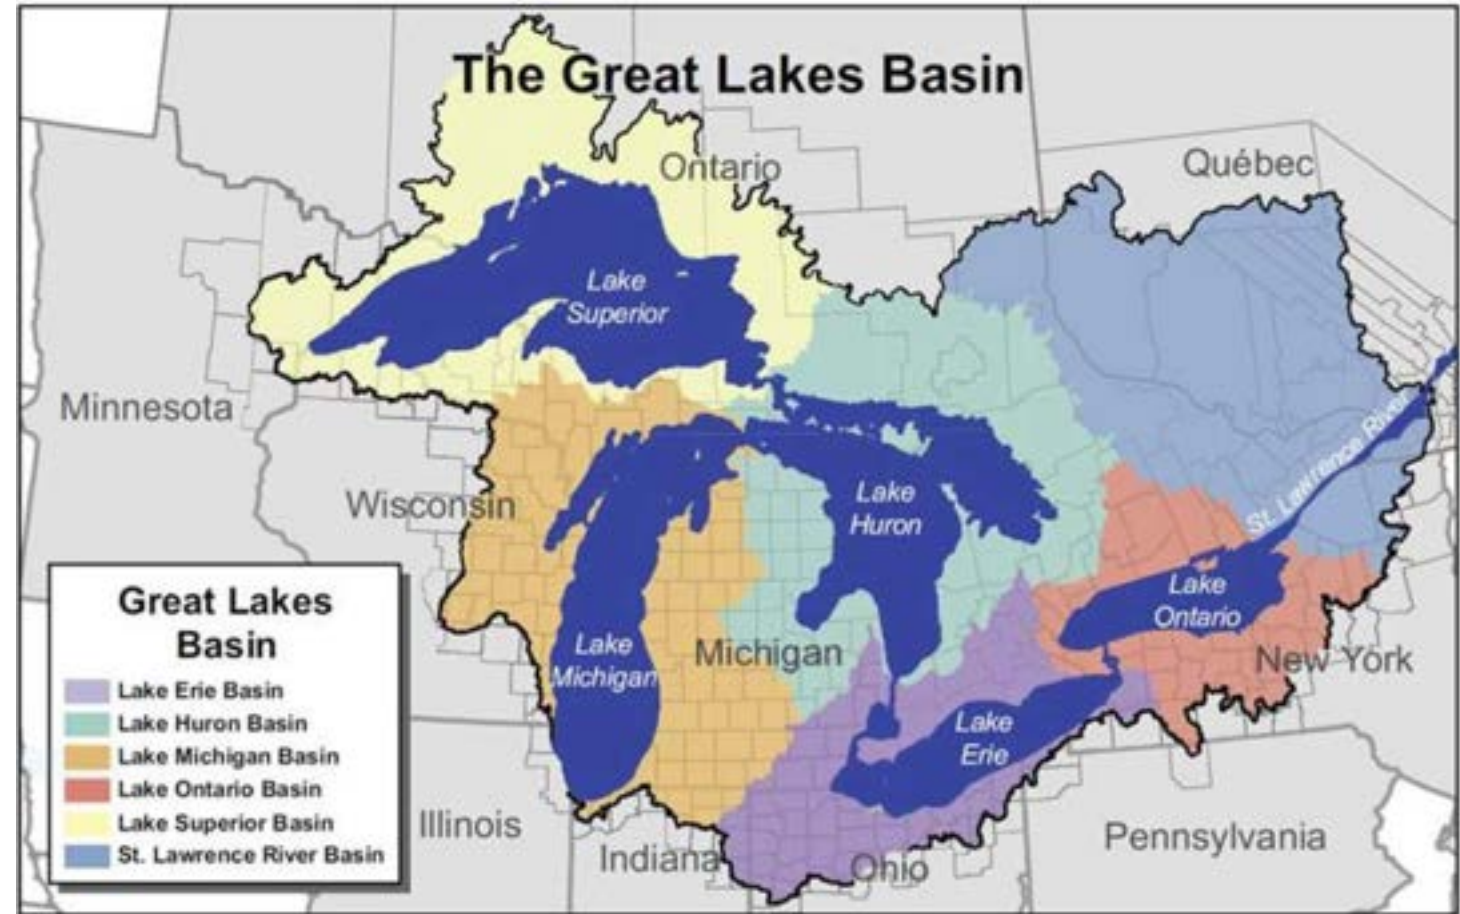 The Great Lakes Basin
Ontario
Québec
Lake
Superior
Minnesota
St. Lawrence River
Wisconsin
Lake
Huron
Lake
Ontario
Lake
Michigan
Michigan
New York
Lake
Erie
Illinois
Indiana
Ohio
Pennsylvania
Great Lakes
Basin
Lake Erie Basin
Lake Huron Basin
Lake Michigan Basin
Lake Ontario Basin
Lake Superior Basin
St. Lawrence River Basin